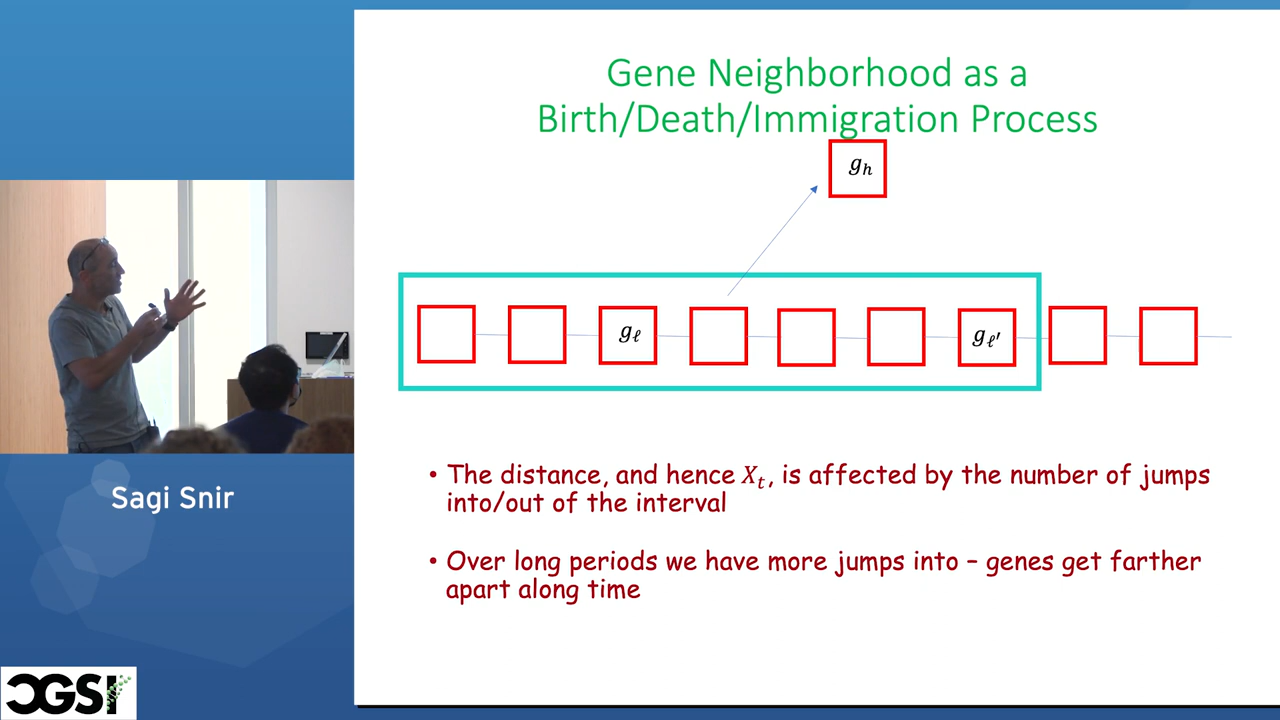 Gene Neighborhood as a
Birth/Death/Immigration Process
gₕ
g_ℓ
g_ℓ′
• The distance, and hence Xₜ, is affected by the number of jumps
into/out of the interval
• Over long periods we have more jumps into – genes get farther
apart along time
Sagi Snir
CGSI